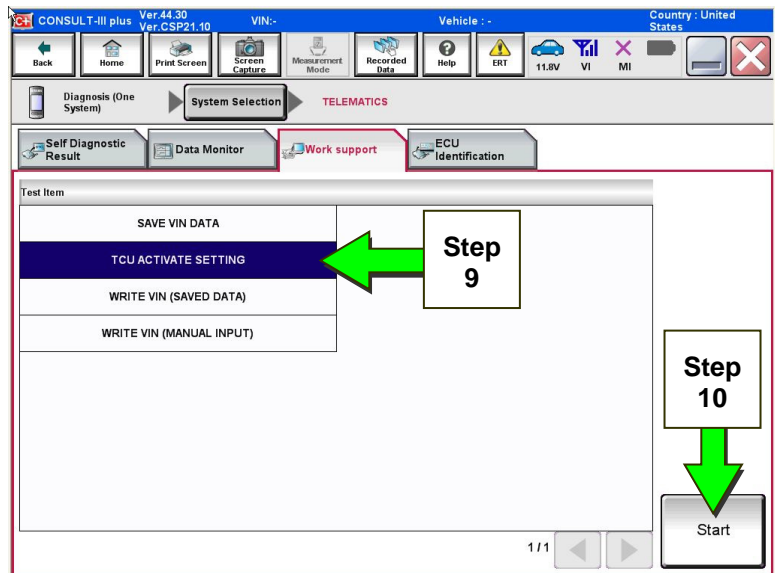 C+ CONSULT-III plus Ver.44.30
Ver.CSP21.10
VIN:-
Vehicle : -
Country : United
States
Back
Home
Print Screen
Screen
Capture
Measurement
Mode
Recorded
Data
Help
ERT
11.8V
VI
MI
Diagnosis (One
System)
System Selection
TELEMATICS
Self Diagnostic
Result
Data Monitor
Work support
ECU
Identification
Test Item
SAVE VIN DATA
TCU ACTIVATE SETTING
WRITE VIN (SAVED DATA)
WRITE VIN (MANUAL INPUT)
Step
9
Step
10
Start
1/1